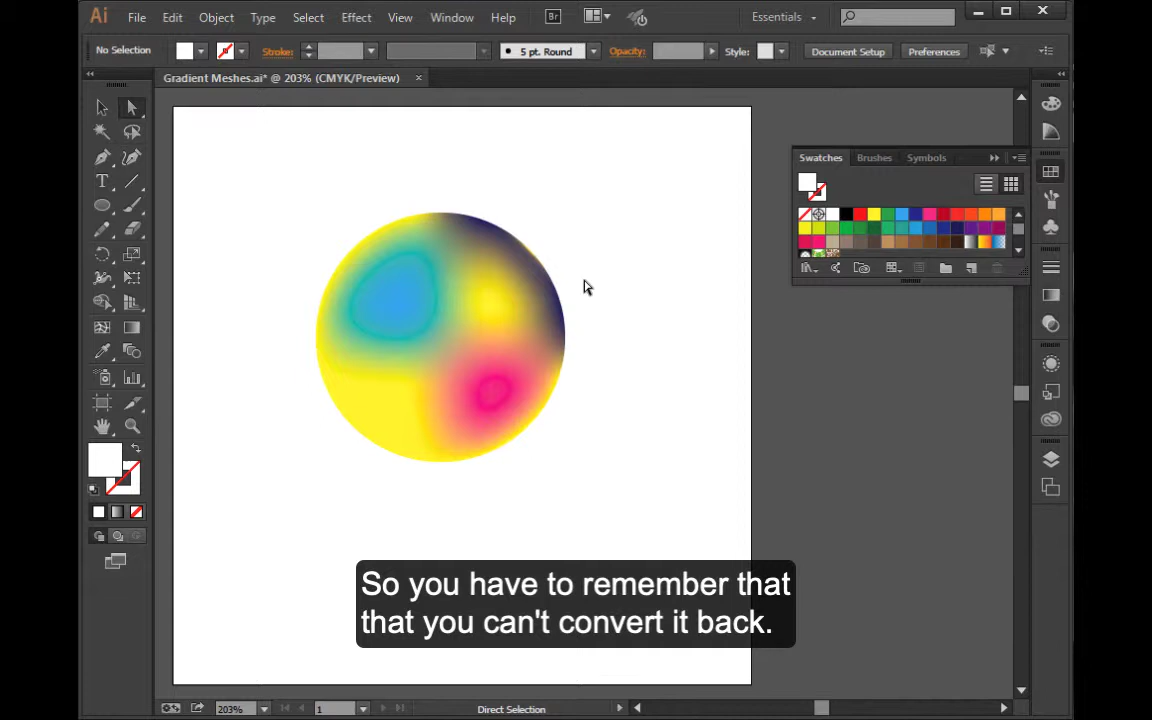 Ai File Edit Object Type Select Effect View Window Help Br Essentials
No Selection Stroke: 5 pt. Round Opacity: Style: Document Setup Preferences
Gradient Meshes.ai* @ 203% (CMYK/Preview) ×
Swatches Brushes Symbols
So you have to remember that
that you can't convert it back.
203% 1 Direct Selection